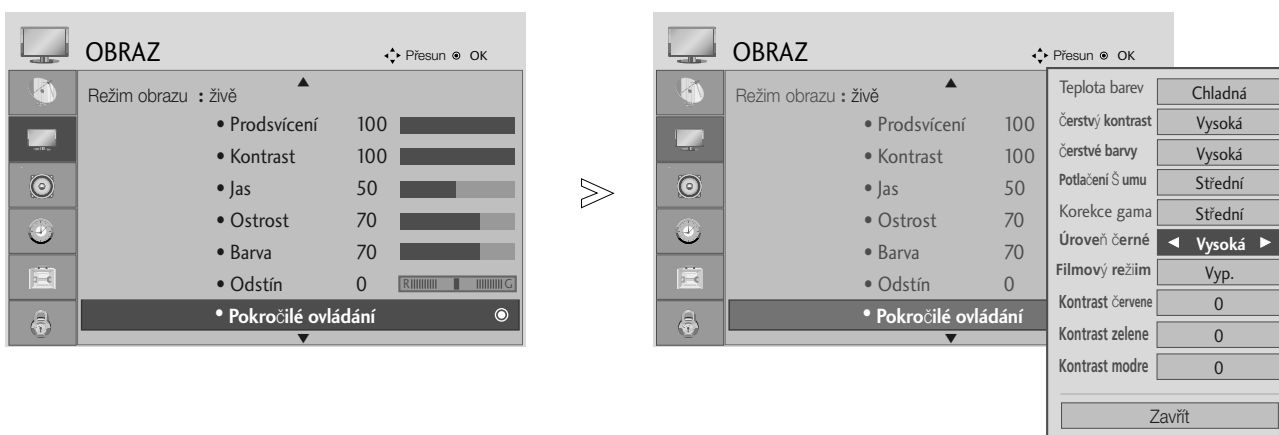 OBRAZ
Přesun OK
Režim obrazu : živě
• Prodsvícení 100
• Kontrast 100
• Jas 50
• Ostrost 70
• Barva 70
• Odstín 0 R G
• Pokročilé ovládání
OBRAZ
Přesun OK
Režim obrazu : živě
• Prodsvícení 100
• Kontrast 100
• Jas 50
• Ostrost 70
• Barva 70
• Odstín 0
• Pokročilé ovládání
Teplota barev Chladná
Čerstvý kontrast Vysoká
Čerstvé barvy Vysoká
Potlačení Š umu Střední
Korekce gama Střední
Úroveň černé ◄ Vysoká ►
Filmový režiim Vyp.
Kontrast červene 0
Kontrast zelene 0
Kontrast modre 0
Zavřít